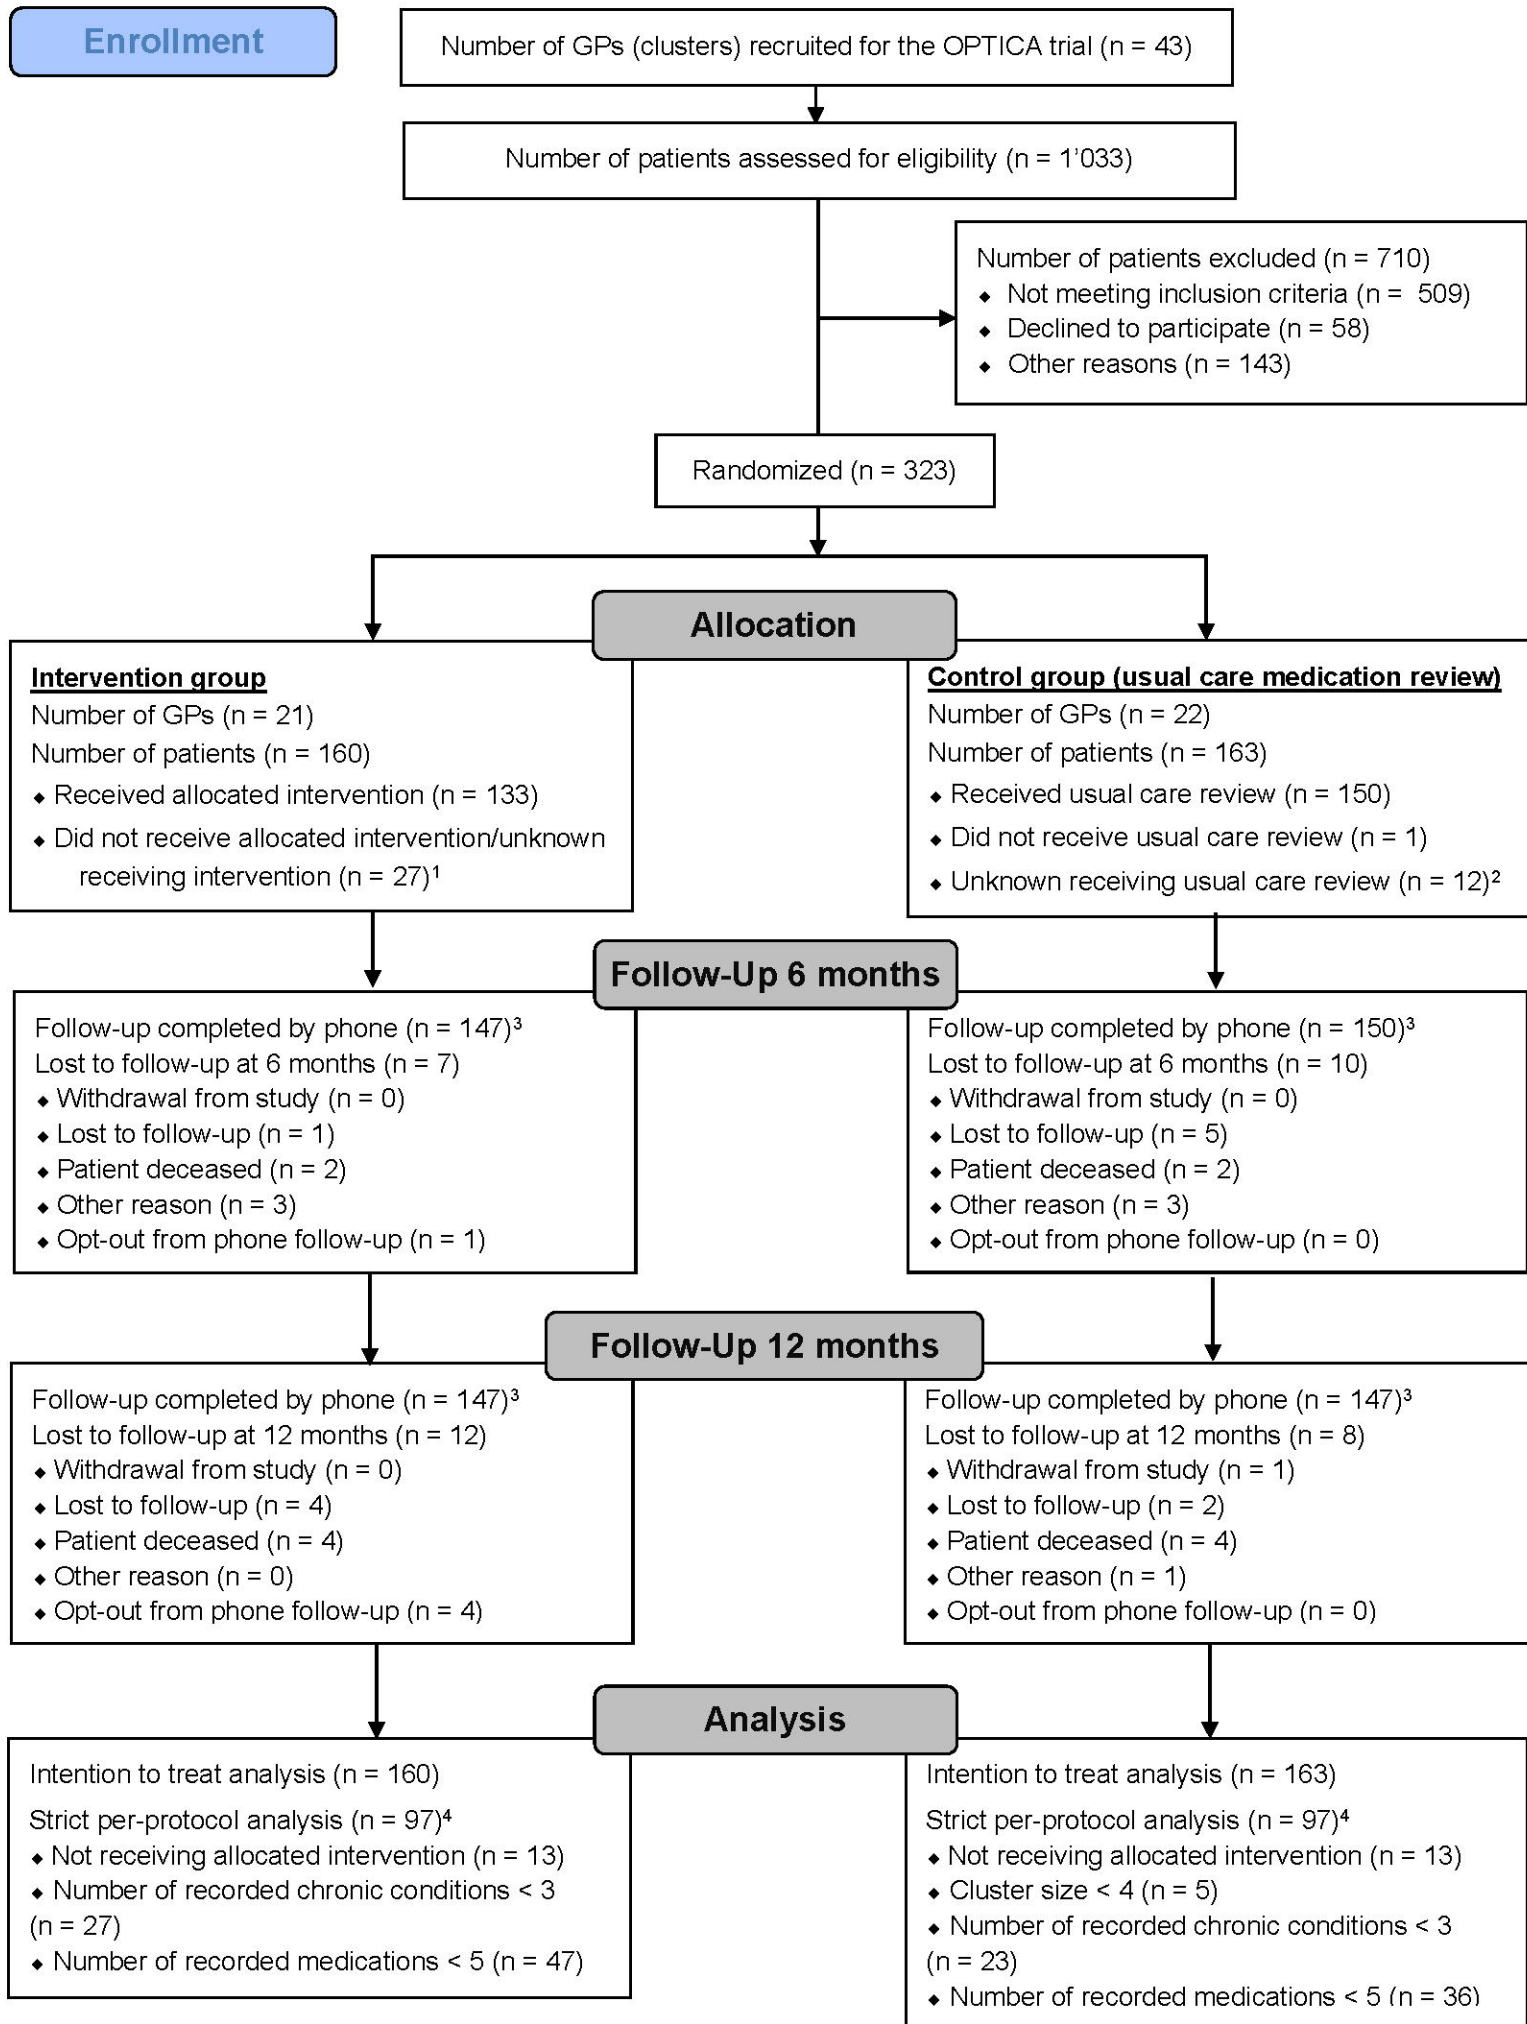 Enrollment
Number of GPs (clusters) recruited for the OPTICA trial (n = 43)
Number of patients assessed for eligibility (n = 1’033)
Number of patients excluded (n = 710)
⬥ Not meeting inclusion criteria (n = 509)
⬥ Declined to participate (n = 58)
⬥ Other reasons (n = 143)
Randomized (n = 323)
Allocation
Intervention group
Number of GPs (n = 21)
Number of patients (n = 160)
⬥ Received allocated intervention (n = 133)
⬥ Did not receive allocated intervention/unknown
receiving intervention (n = 27)¹
Control group (usual care medication review)
Number of GPs (n = 22)
Number of patients (n = 163)
⬥ Received usual care review (n = 150)
⬥ Did not receive usual care review (n = 1)
⬥ Unknown receiving usual care review (n = 12)²
Follow-Up 6 months
Follow-up completed by phone (n = 147)³
Lost to follow-up at 6 months (n = 7)
⬥ Withdrawal from study (n = 0)
⬥ Lost to follow-up (n = 1)
⬥ Patient deceased (n = 2)
⬥ Other reason (n = 3)
⬥ Opt-out from phone follow-up (n = 1)
Follow-up completed by phone (n = 150)³
Lost to follow-up at 6 months (n = 10)
⬥ Withdrawal from study (n = 0)
⬥ Lost to follow-up (n = 5)
⬥ Patient deceased (n = 2)
⬥ Other reason (n = 3)
⬥ Opt-out from phone follow-up (n = 0)
Follow-Up 12 months
Follow-up completed by phone (n = 147)³
Lost to follow-up at 12 months (n = 12)
⬥ Withdrawal from study (n = 0)
⬥ Lost to follow-up (n = 4)
⬥ Patient deceased (n = 4)
⬥ Other reason (n = 0)
⬥ Opt-out from phone follow-up (n = 4)
Follow-up completed by phone (n = 147)³
Lost to follow-up at 12 months (n = 8)
⬥ Withdrawal from study (n = 1)
⬥ Lost to follow-up (n = 2)
⬥ Patient deceased (n = 4)
⬥ Other reason (n = 1)
⬥ Opt-out from phone follow-up (n = 0)
Analysis
Intention to treat analysis (n = 160)
Strict per-protocol analysis (n = 97)⁴
⬥ Not receiving allocated intervention (n = 13)
⬥ Number of recorded chronic conditions < 3
(n = 27)
⬥ Number of recorded medications < 5 (n = 47)
Intention to treat analysis (n = 163)
Strict per-protocol analysis (n = 97)⁴
⬥ Not receiving allocated intervention (n = 13)
⬥ Cluster size < 4 (n = 5)
⬥ Number of recorded chronic conditions < 3
(n = 23)
⬥ Number of recorded medications < 5 (n = 36)